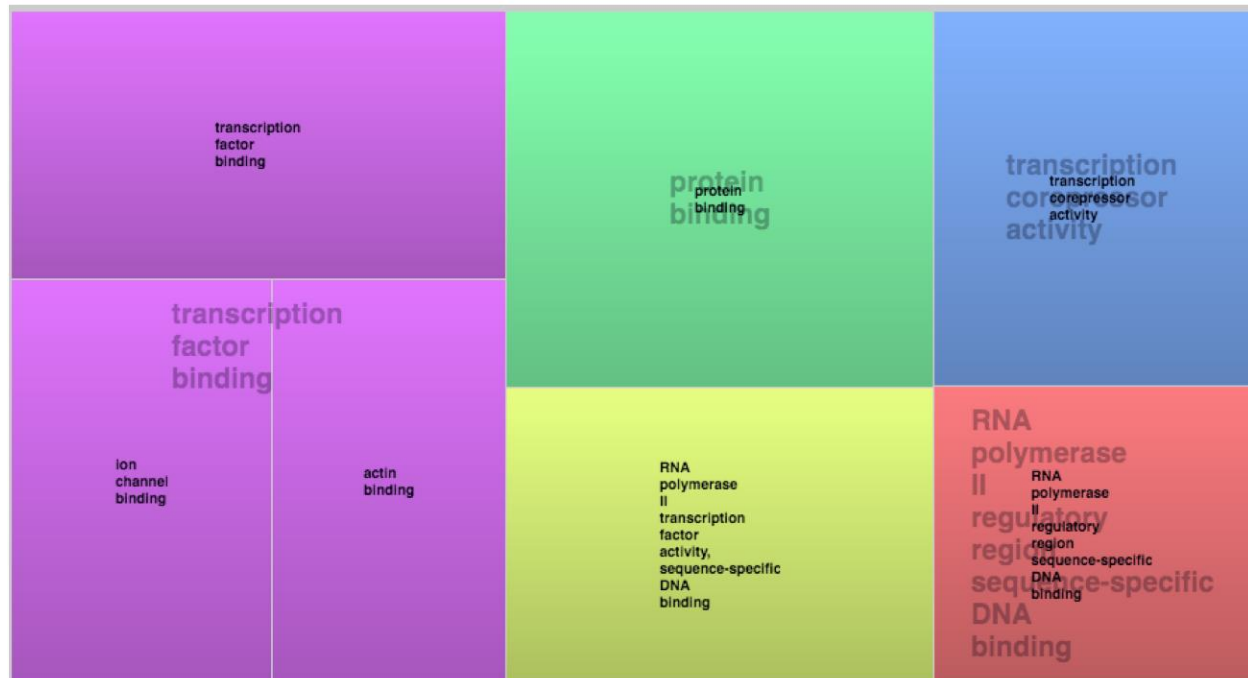 transcription
factor
binding
transcription
factor
binding
ion
channel
binding
actin
binding
protein
binding
protein
binding
RNA
polymerase
II
transcription
factor
activity,
sequence-specific
DNA
binding
transcription
corepressor
activity
transcription
corepressor
activity
RNA
polymerase
II
regulatory
region
sequence-specific
DNA
binding
RNA
polymerase
II
regulatory
region
sequence-specific
DNA
binding